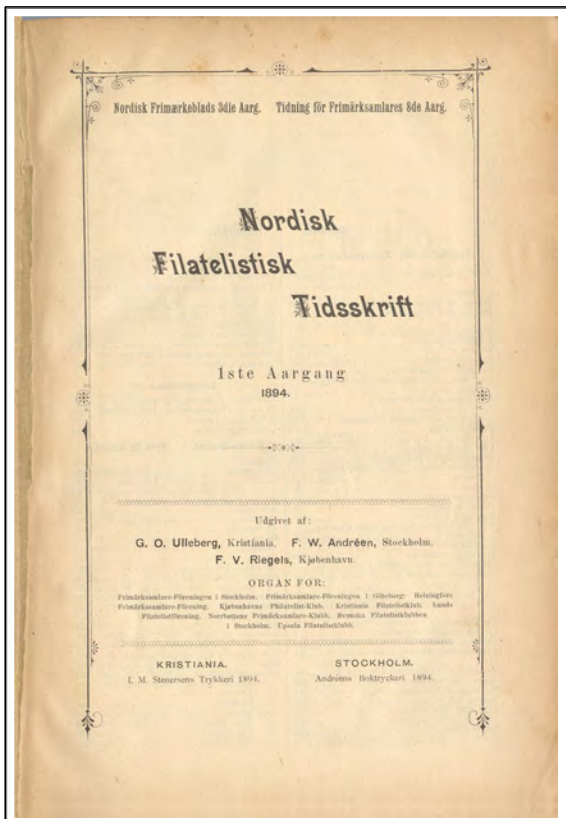 Nordisk Frimærkeblads 3die Aarg. Tidning för Frimärksamlares 8de Aarg.
Nordisk
Filatelistisk
Tidsskrift
1ste Aargang
1894.
Udgivet af:
G. O. Ulleberg, Kristiania. F. W. Andréen, Stockholm.
F. V. Riegels, Kjøbenhavn.
ORGAN FOR:
Frimärksamlare-Föreningen i Stockholm. Frimärksamlare-Föreningen i Göteborg. Helsingfors
Frimärkssamlare-Förening. Kjøbenhavns Philatelist-Klub. Kristiania Filatelistklub. Lunds
Filatelistförening. Norrbottens Frimärksamlare-Klubb. Svenska Filatelistklubben
i Stockholm. Upsala Filatelistklubb.
KRISTIANIA.
I. M. Stenersens Trykkeri 1894.
STOCKHOLM.
Andréens Boktryckeri 1894.